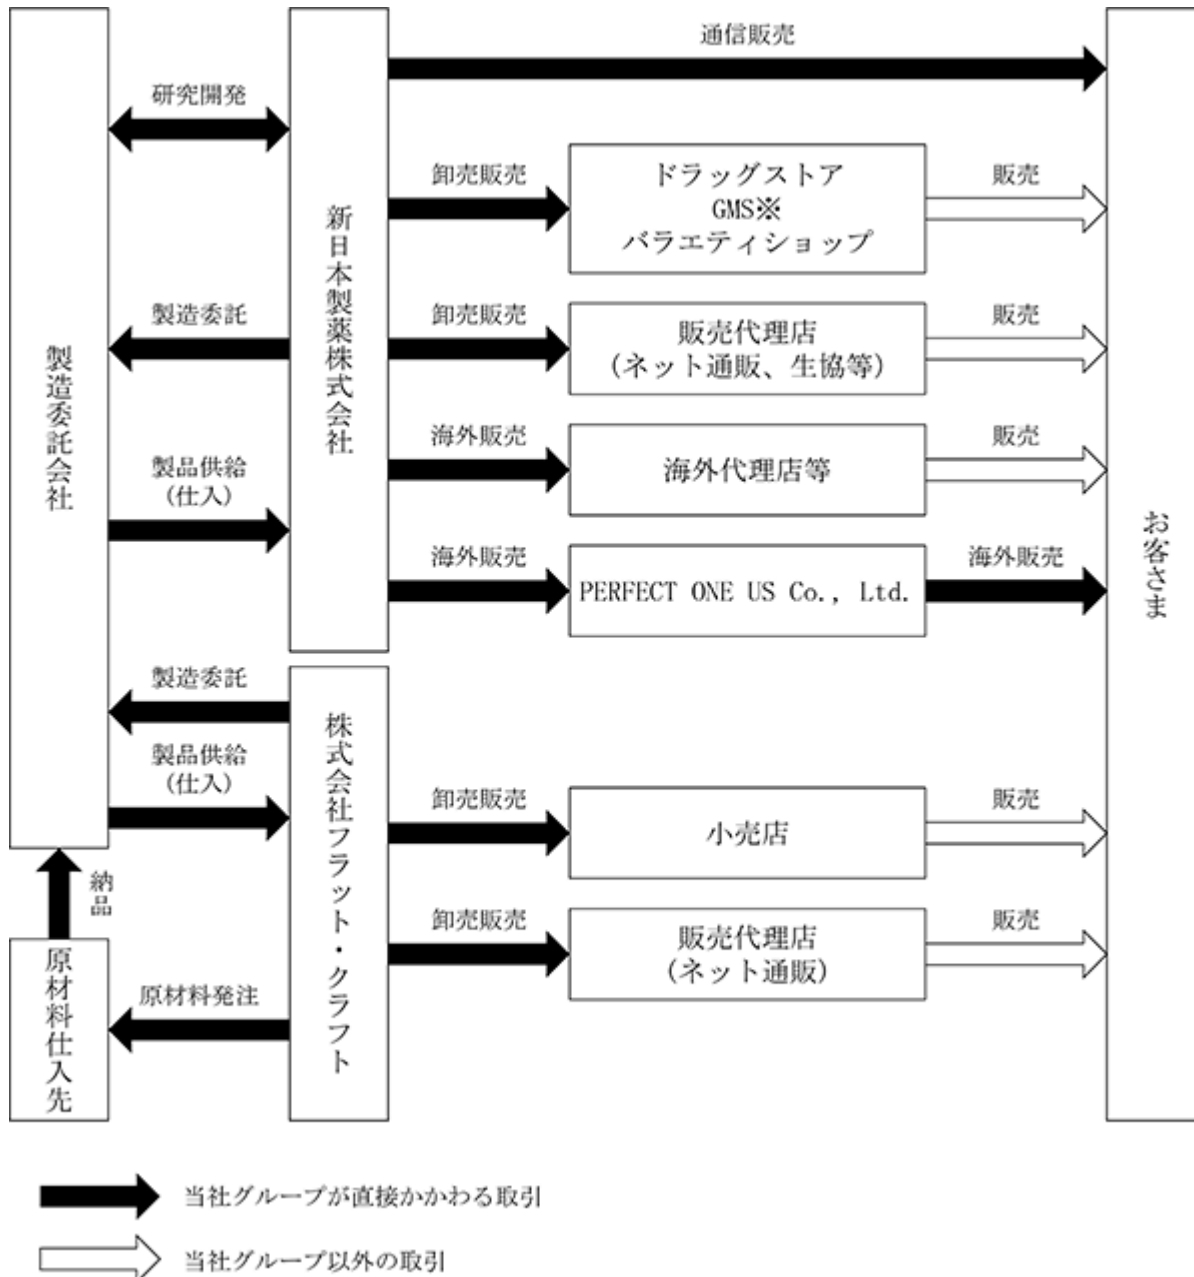 通信販売
研究開発
卸売販売
ドラッグストア
GMS※
バラエティショップ
販売
新日本製薬株式会社
製造委託
卸売販売
販売代理店
(ネット通販、生協等)
販売
製造委託会社
海外販売
海外代理店等
販売
製品供給
(仕入)
お客さま
海外販売
PERFECT ONE US Co., Ltd.
海外販売
製造委託
株式会社フラット・クラフト
製品供給
(仕入)
卸売販売
小売店
販売
納品
卸売販売
販売代理店
(ネット通販)
販売
原材料仕入先
原材料発注
当社グループが直接かかわる取引
当社グループ以外の取引